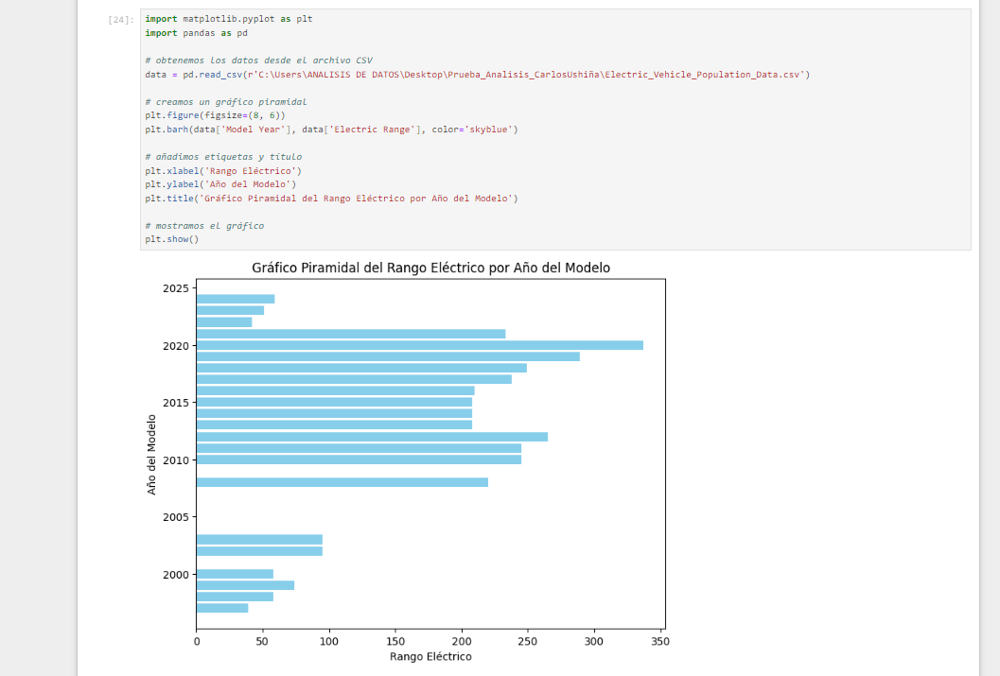 [24]:
import matplotlib.pyplot as plt
import pandas as pd
# obtenemos los datos desde el archivo CSV
data = pd.read_csv(r'C:\Users\ANALISIS DE DATOS\Desktop\Prueba_Analisis_CarlosUshiña\Electric_Vehicle_Population_Data.csv')
# creamos un gráfico piramidal
plt.figure(figsize=(8, 6))
plt.barh(data['Model Year'], data['Electric Range'], color='skyblue')
# añadimos etiquetas y título
plt.xlabel('Rango Eléctrico')
plt.ylabel('Año del Modelo')
plt.title('Gráfico Piramidal del Rango Eléctrico por Año del Modelo')
# mostramos el gráfico
plt.show()
Gráfico Piramidal del Rango Eléctrico por Año del Modelo
2025
2020
2015
2010
2005
2000
Año del Modelo
0 50 100 150 200 250 300 350
Rango Eléctrico